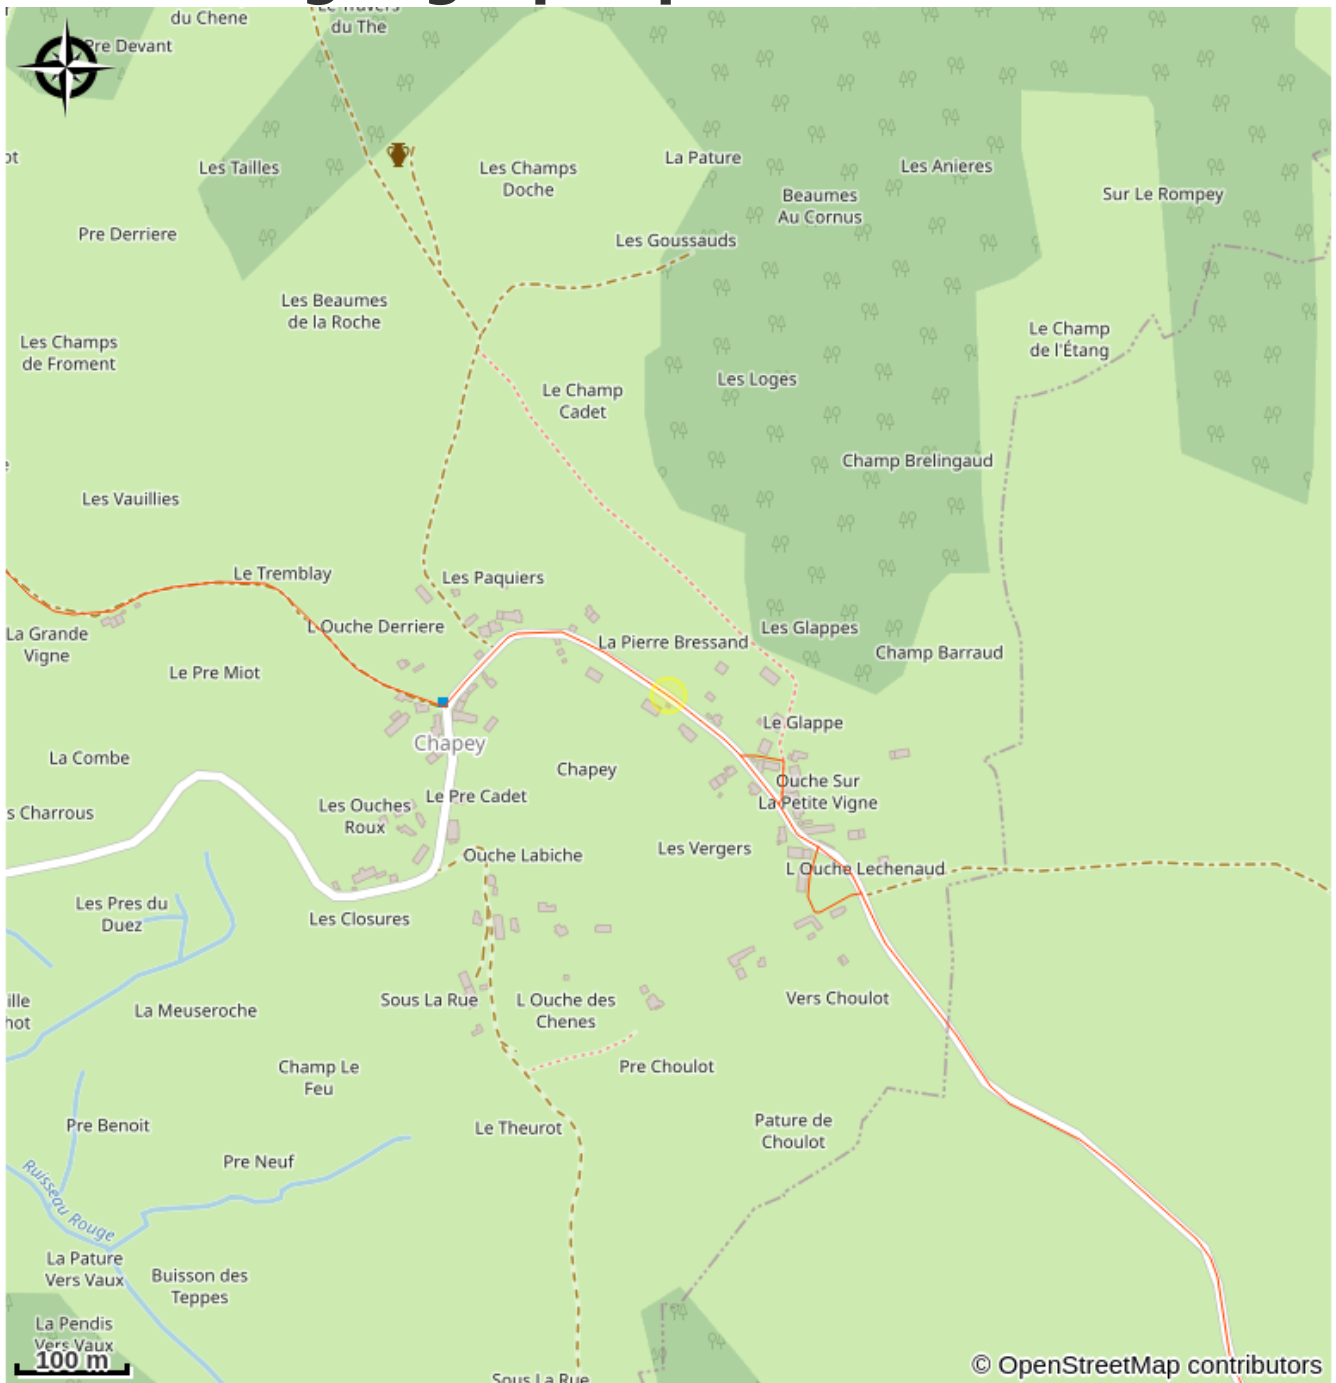 du Chene
du The
Pre Devant
Les Tailles
Les Champs
Doche
La Pature
Les Anieres
Beaumes
Au Cornus
Sur Le Rompey
Pre Derriere
Les Goussauds
Les Beaumes
de la Roche
Les Champs
de Froment
Le Champ
de l'Étang
Le Champ
Cadet
Les Loges
Champ Brelingaud
Les Vauillies
Le Tremblay
Les Paquiers
L Ouche Derriere
La Grande
Vigne
La Pierre Bressand
Les Glappes
Champ Barraud
Le Pre Miot
Le Glappe
Chapey
La Combe
Chapey
Ouche Sur
La Petite Vigne
Le Pre Cadet
Les Ouches
Roux
s Charrous
Les Vergers
Ouche Labiche
L Ouche Lechenaud
Les Pres du
Duez
Les Closures
Sous La Rue
L Ouche des
Chenes
Vers Choulot
ille
hot
La Meuseroche
Champ Le
Feu
Pre Choulot
Pre Benoit
Le Theurot
Pature de
Choulot
Pre Neuf
Ruisseau Rouge
La Pature
Vers Vaux
Buisson des
Teppes
La Pendis
Vers Vaux
100 m
© OpenStreetMap contributors
Sous La Rue